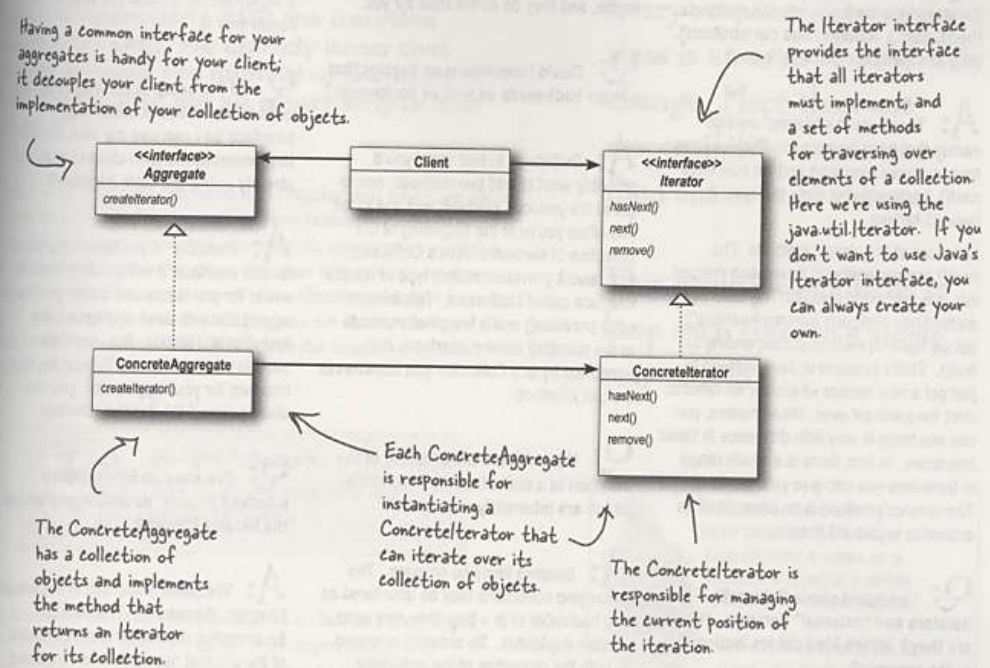 Having a common interface for your
aggregates is handy for your client;
it decouples your client from the
implementation of your collection of objects.
The Iterator interface
provides the interface
that all iterators
must implement, and
a set of methods
for traversing over
elements of a collection.
Here we're using the
java.util.Iterator. If you
don't want to use Java's
Iterator interface, you
can always create your
own.
<<interface>>
Aggregate
createIterator()
Client
<<interface>>
Iterator
hasNext()
next()
remove()
ConcreteAggregate
createIterator()
ConcreteIterator
hasNext()
next()
remove()
Each ConcreteAggregate
is responsible for
instantiating a
ConcreteIterator that
can iterate over its
collection of objects.
The ConcreteAggregate
has a collection of
objects and implements
the method that
returns an Iterator
for its collection.
The ConcreteIterator is
responsible for managing
the current position of
the iteration.